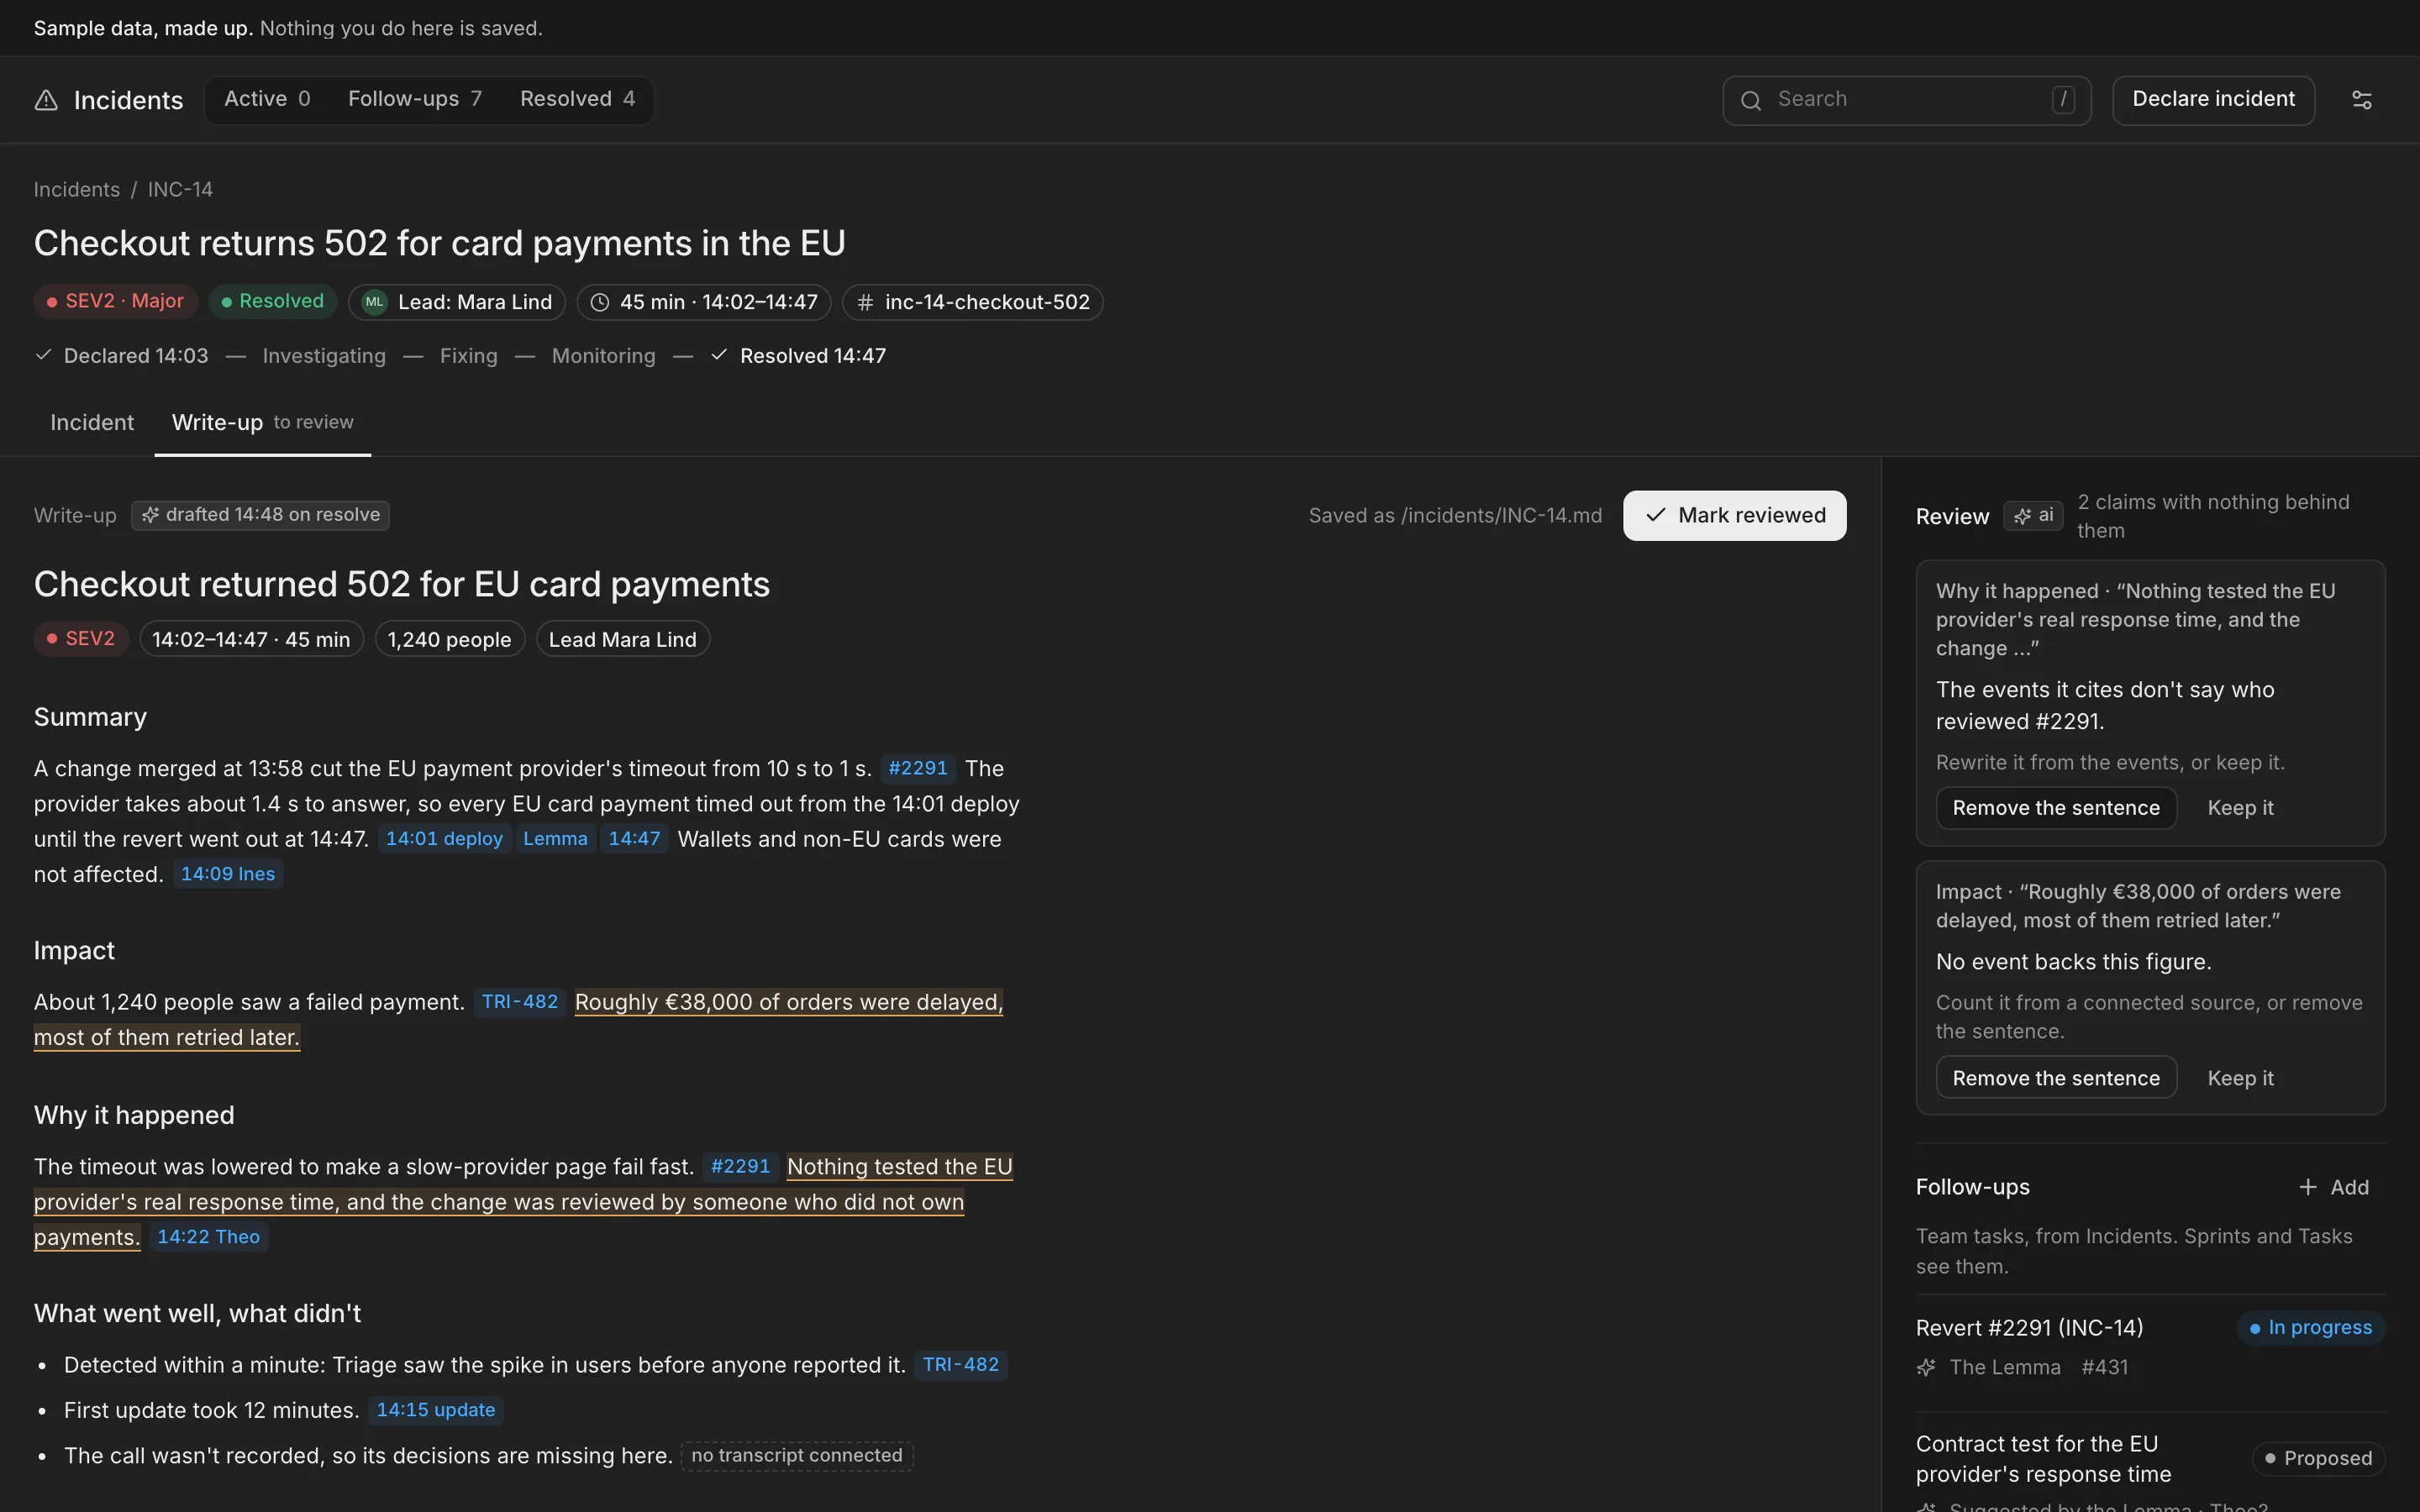 Sample data, made up. Nothing you do here is saved.
Incidents
Active 0
Follow-ups 7
Resolved 4
Search
/
Declare incident
Incidents / INC-14
Checkout returns 502 for card payments in the EU
SEV2 · Major
Resolved
ML
Lead: Mara Lind
45 min · 14:02–14:47
# inc-14-checkout-502
Declared 14:03 — Investigating — Fixing — Monitoring — Resolved 14:47
Incident
Write-up to review
Write-up
drafted 14:48 on resolve
Saved as /incidents/INC-14.md
Mark reviewed
Checkout returned 502 for EU card payments
SEV2
14:02–14:47 · 45 min
1,240 people
Lead Mara Lind
Summary
A change merged at 13:58 cut the EU payment provider's timeout from 10 s to 1 s. #2291 The
provider takes about 1.4 s to answer, so every EU card payment timed out from the 14:01 deploy
until the revert went out at 14:47. 14:01 deploy Lemma 14:47 Wallets and non-EU cards were
not affected. 14:09 Ines
Impact
About 1,240 people saw a failed payment. TRI-482 Roughly €38,000 of orders were delayed,
most of them retried later.
Why it happened
The timeout was lowered to make a slow-provider page fail fast. #2291 Nothing tested the EU
provider's real response time, and the change was reviewed by someone who did not own
payments. 14:22 Theo
What went well, what didn't
• Detected within a minute: Triage saw the spike in users before anyone reported it. TRI-482
• First update took 12 minutes. 14:15 update
• The call wasn't recorded, so its decisions are missing here. no transcript connected
Review
ai
2 claims with nothing behind
them
Why it happened · “Nothing tested the EU
provider's real response time, and the
change ...”
The events it cites don't say who
reviewed #2291.
Rewrite it from the events, or keep it.
Remove the sentence
Keep it
Impact · “Roughly €38,000 of orders were
delayed, most of them retried later.”
No event backs this figure.
Count it from a connected source, or remove
the sentence.
Remove the sentence
Keep it
Follow-ups
Add
Team tasks, from Incidents. Sprints and Tasks
see them.
Revert #2291 (INC-14)
In progress
The Lemma #431
Contract test for the EU
provider's response time
Proposed
Suggested by the Lemma · Theo?